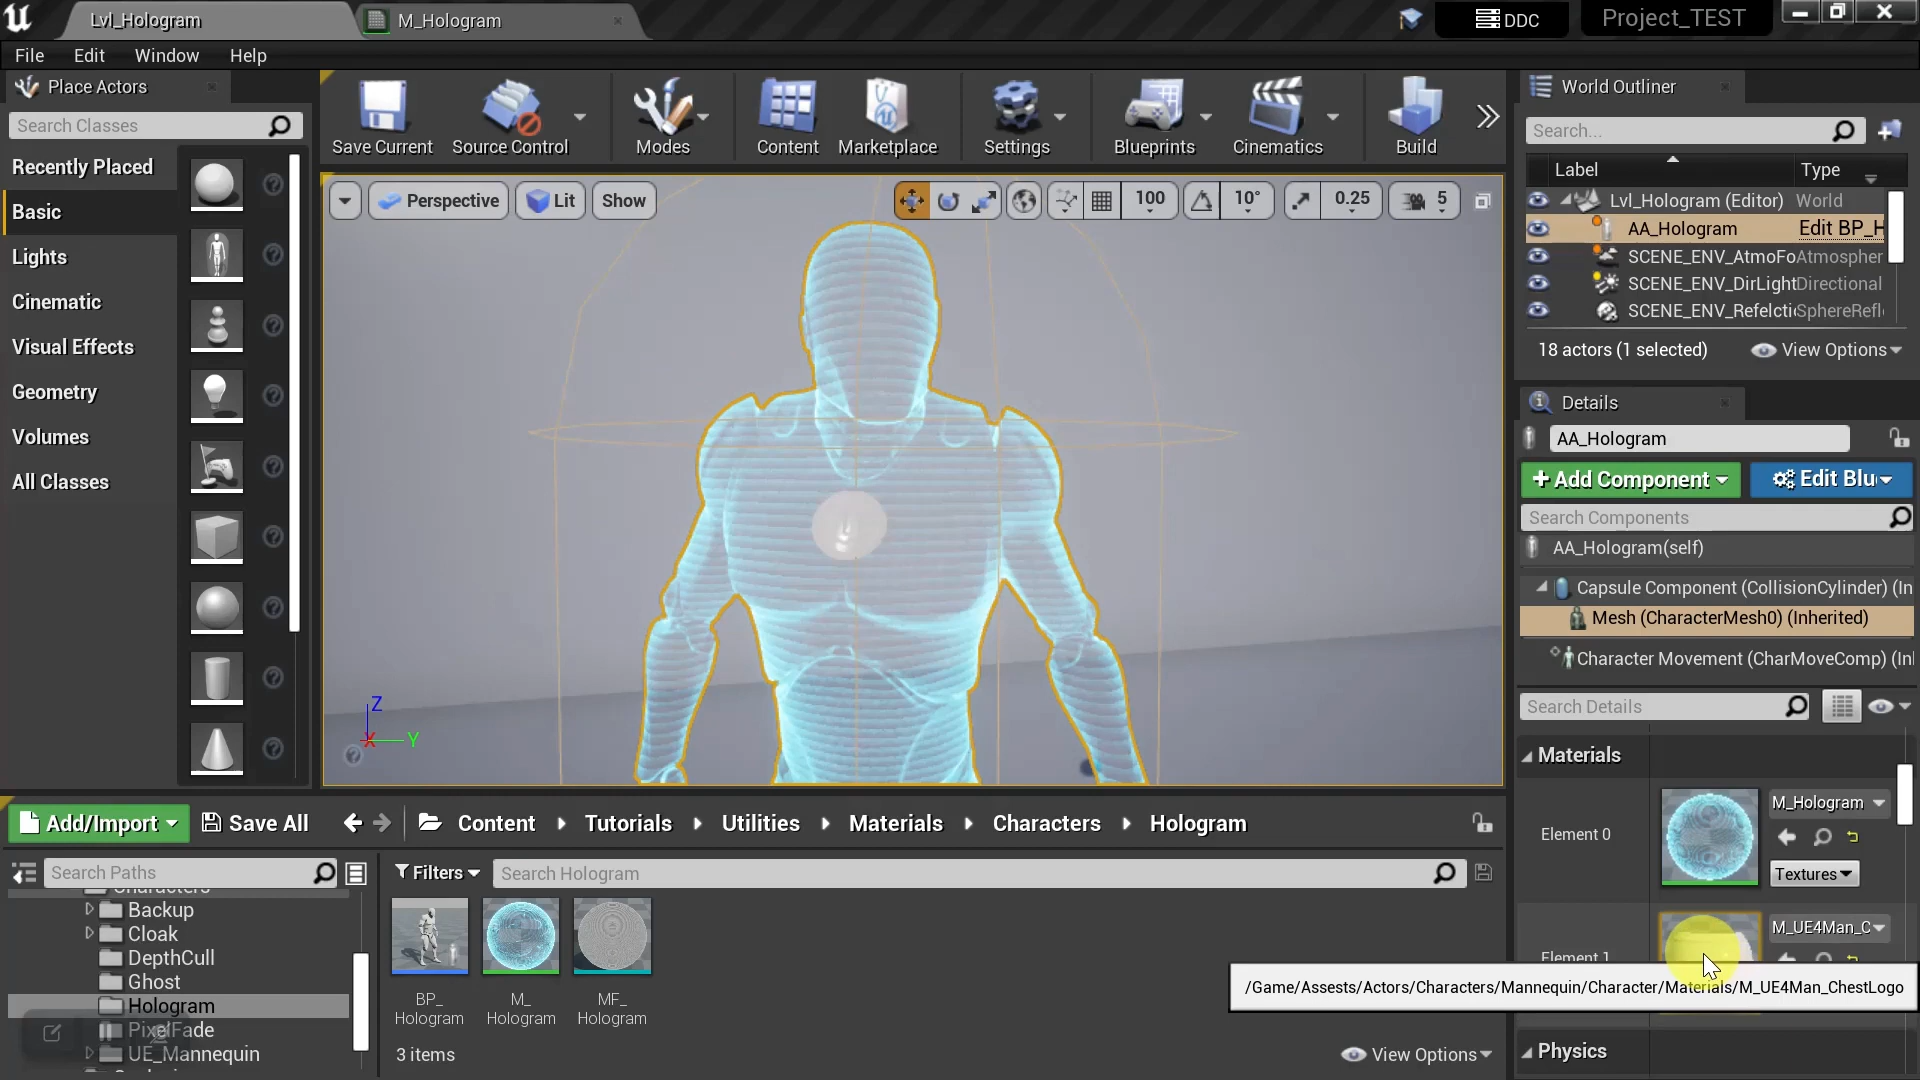 Lvl_Hologram
M_Hologram
DDC
Project_TEST
File Edit Window Help
Place Actors
Search Classes
Recently Placed
Basic
Lights
Cinematic
Visual Effects
Geometry
Volumes
All Classes
Save Current
Source Control
Modes
Content
Marketplace
Settings
Blueprints
Cinematics
Build
Perspective
Lit
Show
100
10°
0.25
5
Z
X
Y
World Outliner
Search...
Label Type
Lvl_Hologram (Editor) World
AA_Hologram Edit BP_H
SCENE_ENV_AtmoFo Atmospher
SCENE_ENV_DirLight Directional
SCENE_ENV_Refelcti SphereRefl
18 actors (1 selected)
View Options
Details
AA_Hologram
+ Add Component
Edit Blu
Search Components
AA_Hologram(self)
Capsule Component (CollisionCylinder) (In
Mesh (CharacterMesh0) (Inherited)
Character Movement (CharMoveComp) (In
Search Details
Materials
Element 0
M_Hologram
Textures
Element 1
M_UE4Man_C
/Game/Assests/Actors/Characters/Mannequin/Character/Materials/M_UE4Man_ChestLogo
Physics
Add/Import
Save All
Content
Tutorials
Utilities
Materials
Characters
Hologram
Search Paths
Filters
Search Hologram
Characters
Backup
Cloak
DepthCull
Ghost
Hologram
PixelFade
UE_Mannequin
BP_
Hologram
M_
Hologram
MF_
Hologram
3 items
View Options